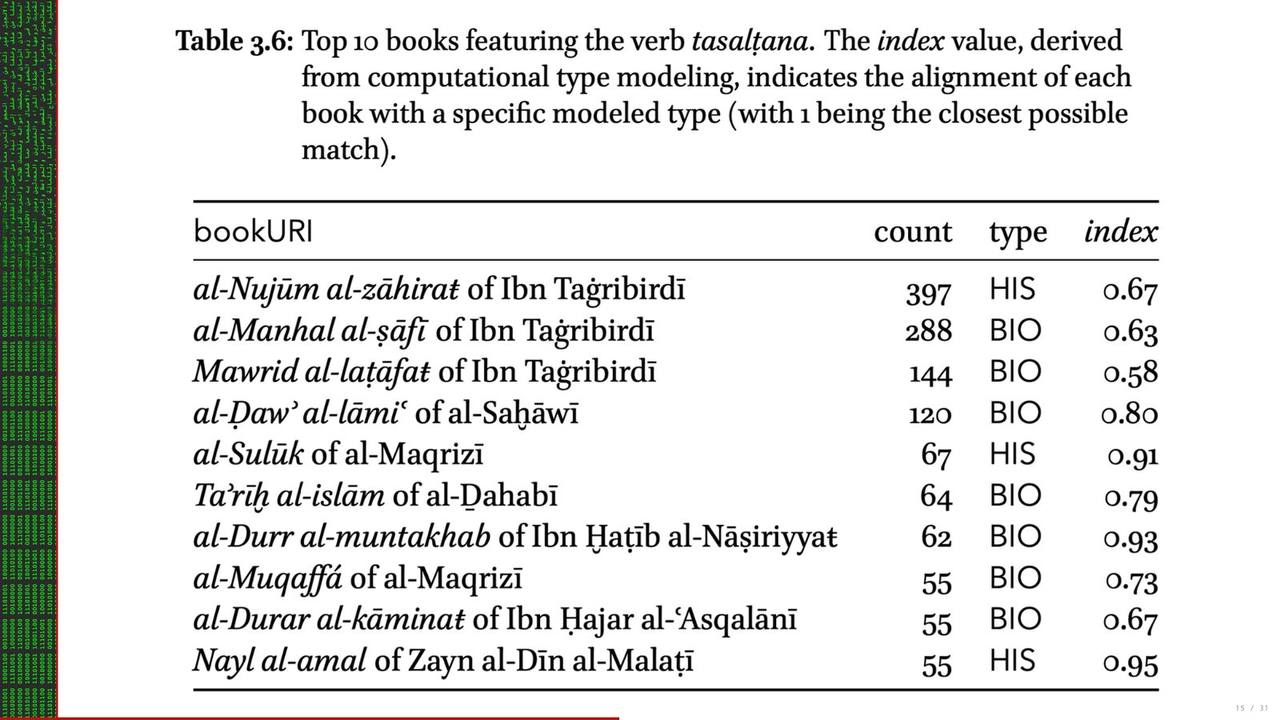 Table 3.6: Top 10 books featuring the verb tasalṭana. The index value, derived
from computational type modeling, indicates the alignment of each
book with a specific modeled type (with 1 being the closest possible
match).
bookURI count type index
al-Nujūm al-zāhiraŧ of Ibn Taġribirdī 397 HIS 0.67
al-Manhal al-ṣāfī of Ibn Taġribirdī 288 BIO 0.63
Mawrid al-laṭāfaŧ of Ibn Taġribirdī 144 BIO 0.58
al-Ḍawʾ al-lāmiʿ of al-Saḫāwī 120 BIO 0.80
al-Sulūk of al-Maqrizī 67 HIS 0.91
Taʾrīḫ al-islām of al-Ḏahabī 64 BIO 0.79
al-Durr al-muntakhab of Ibn Ḫaṭīb al-Nāṣiriyyaŧ 62 BIO 0.93
al-Muqaffá of al-Maqrizī 55 BIO 0.73
al-Durar al-kāminaŧ of Ibn Ḥajar al-ʿAsqalānī 55 BIO 0.67
Nayl al-amal of Zayn al-Dīn al-Malaṭī 55 HIS 0.95
15 / 31